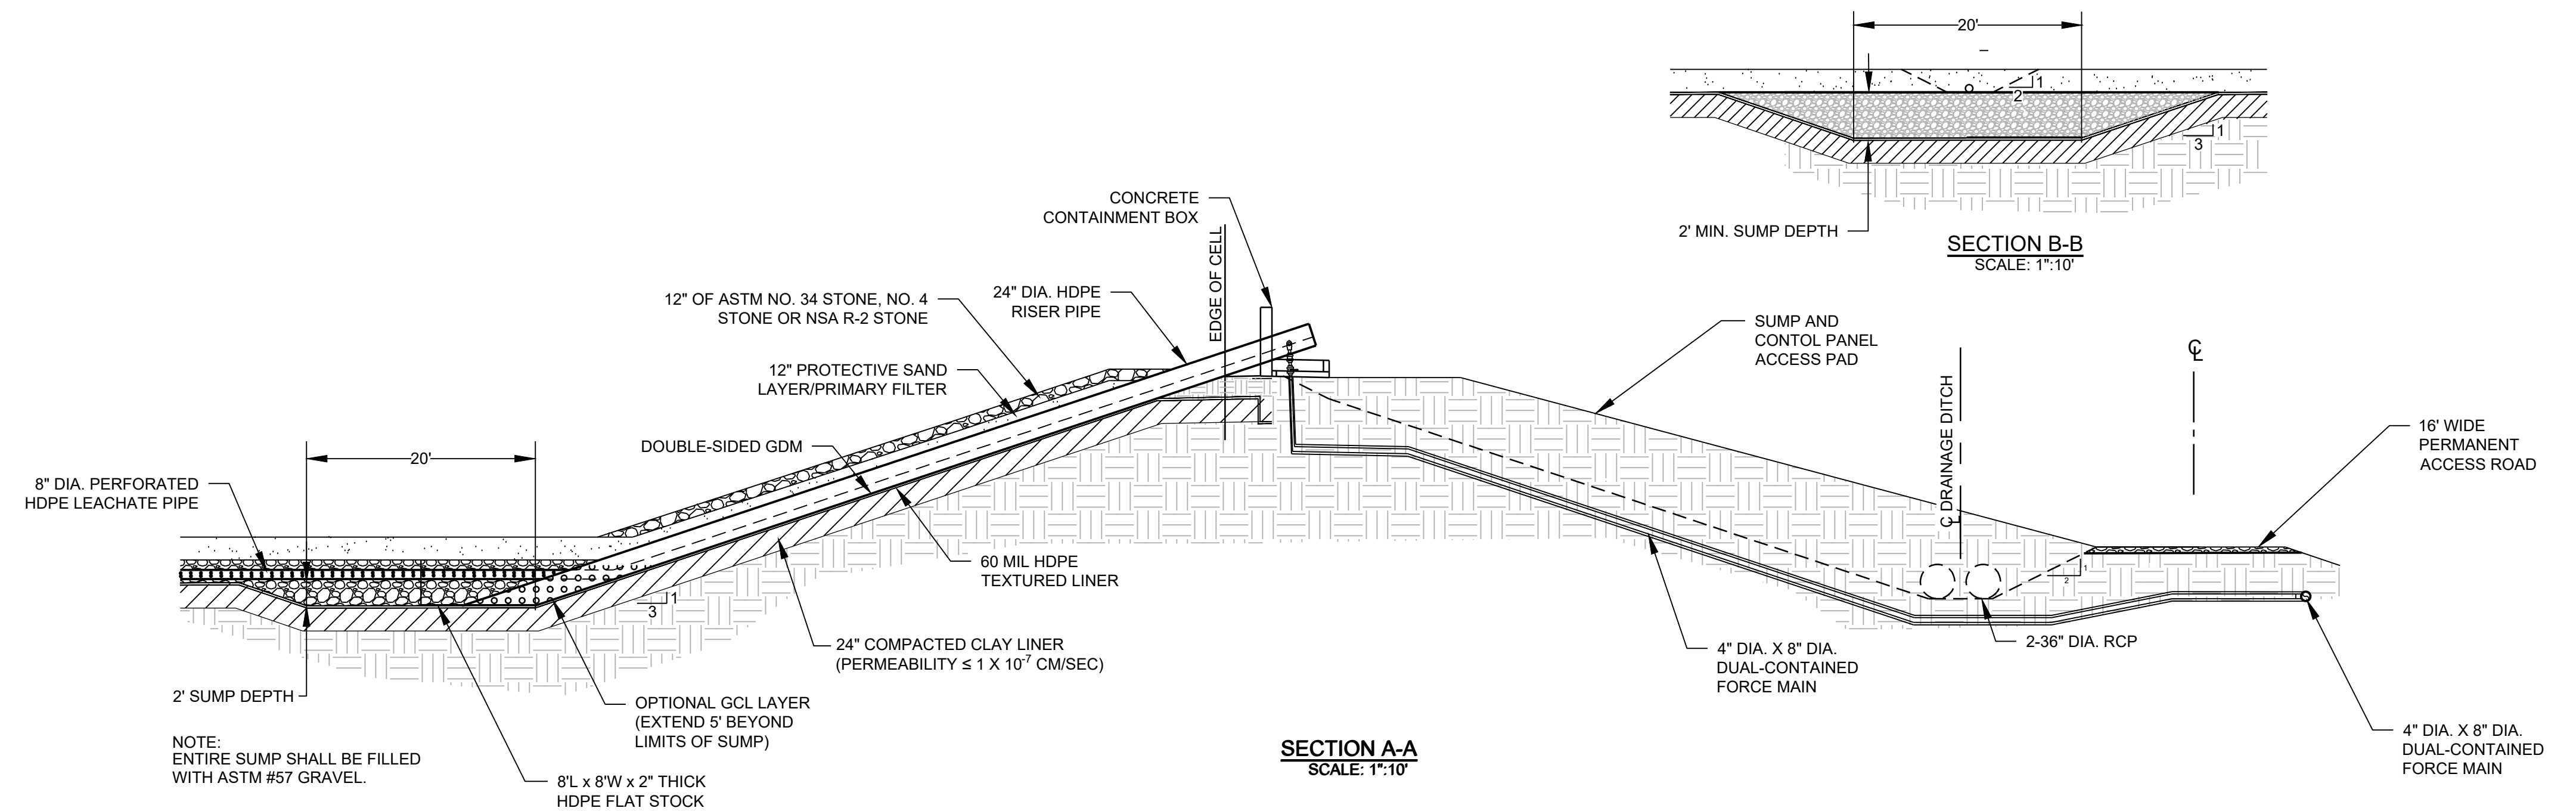 20'
1
2
1
3
2' MIN. SUMP DEPTH
SECTION B-B
SCALE: 1":10'
CONCRETE
CONTAINMENT BOX
EDGE OF CELL
12" OF ASTM NO. 34 STONE, NO. 4
STONE OR NSA R-2 STONE
24" DIA. HDPE
RISER PIPE
12" PROTECTIVE SAND
LAYER/PRIMARY FILTER
DOUBLE-SIDED GDM
20'
8" DIA. PERFORATED
HDPE LEACHATE PIPE
60 MIL HDPE
TEXTURED LINER
1
3
24" COMPACTED CLAY LINER
(PERMEABILITY ≤ 1 X 10⁻⁷ CM/SEC)
2' SUMP DEPTH
OPTIONAL GCL LAYER
(EXTEND 5' BEYOND
LIMITS OF SUMP)
NOTE:
ENTIRE SUMP SHALL BE FILLED
WITH ASTM #57 GRAVEL.
8'L x 8'W x 2" THICK
HDPE FLAT STOCK
SUMP AND
CONTOL PANEL
ACCESS PAD
C DRAINAGE DITCH
L
CL
16' WIDE
PERMANENT
ACCESS ROAD
1
2
2-36" DIA. RCP
4" DIA. X 8" DIA.
DUAL-CONTAINED
FORCE MAIN
4" DIA. X 8" DIA.
DUAL-CONTAINED
FORCE MAIN
SECTION A-A
SCALE: 1":10'